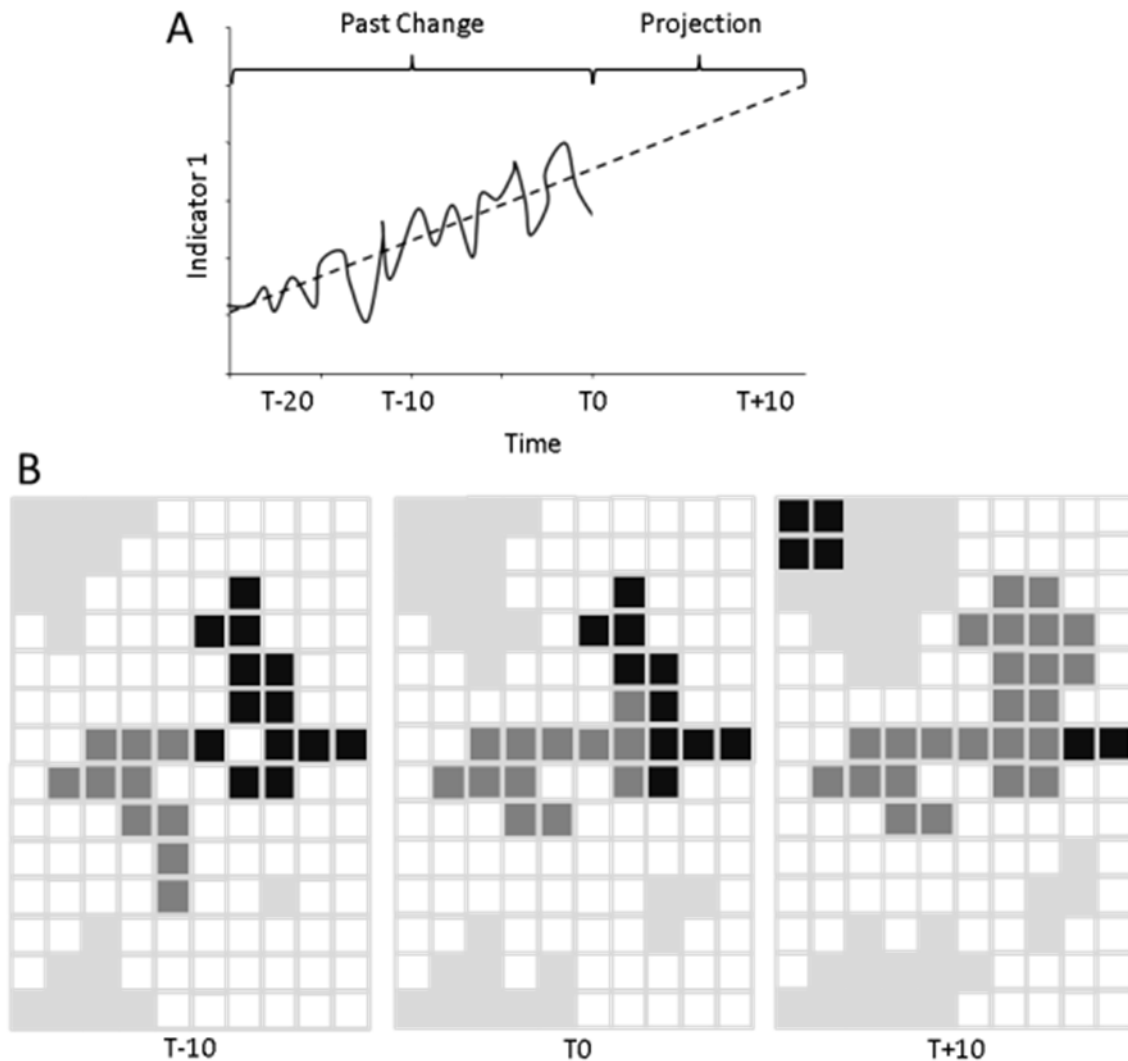 A
Past Change
Projection
Indicator 1
T-20
T-10
T0
T+10
Time
B
T-10
T0
T+10